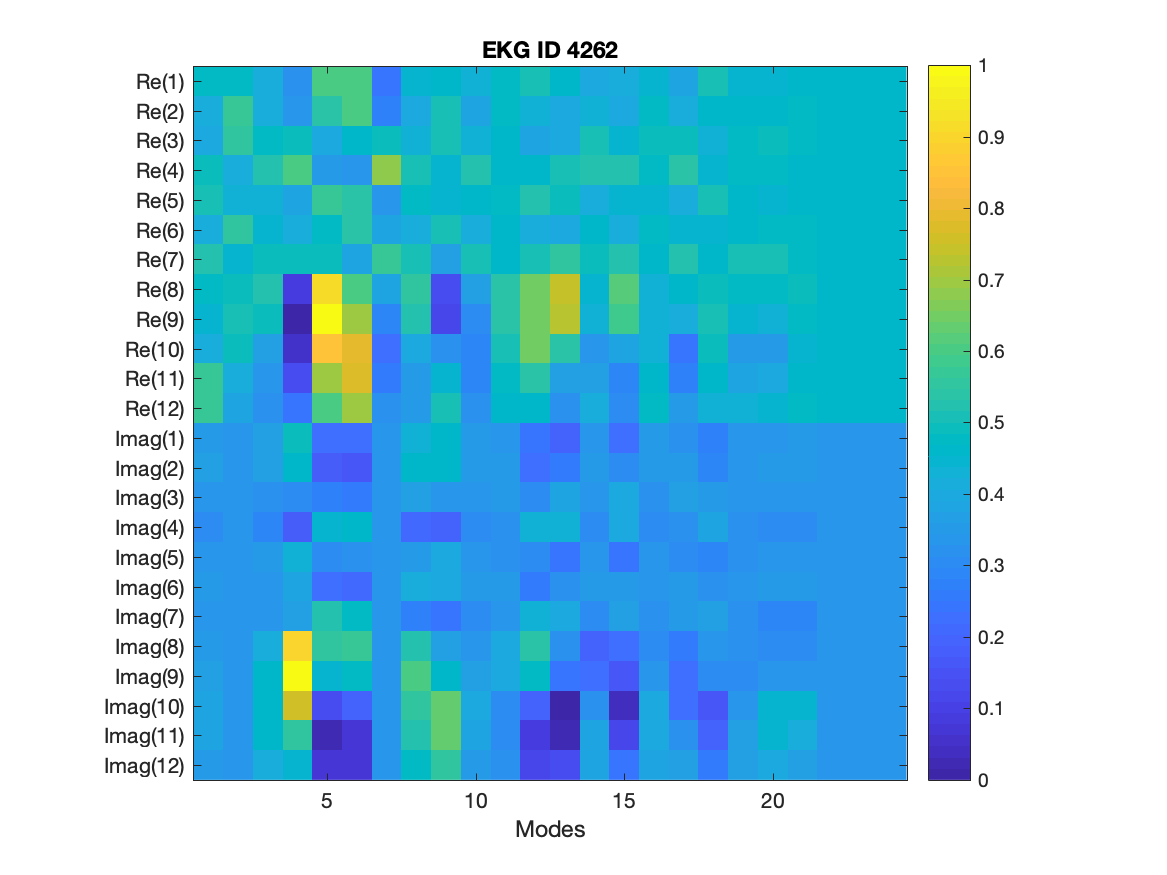 EKG ID 4262
Re(1)
Re(2)
Re(3)
Re(4)
Re(5)
Re(6)
Re(7)
Re(8)
Re(9)
Re(10)
Re(11)
Re(12)
Imag(1)
Imag(2)
Imag(3)
Imag(4)
Imag(5)
Imag(6)
Imag(7)
Imag(8)
Imag(9)
Imag(10)
Imag(11)
Imag(12)
5 10 15 20
Modes
1
0.9
0.8
0.7
0.6
0.5
0.4
0.3
0.2
0.1
0